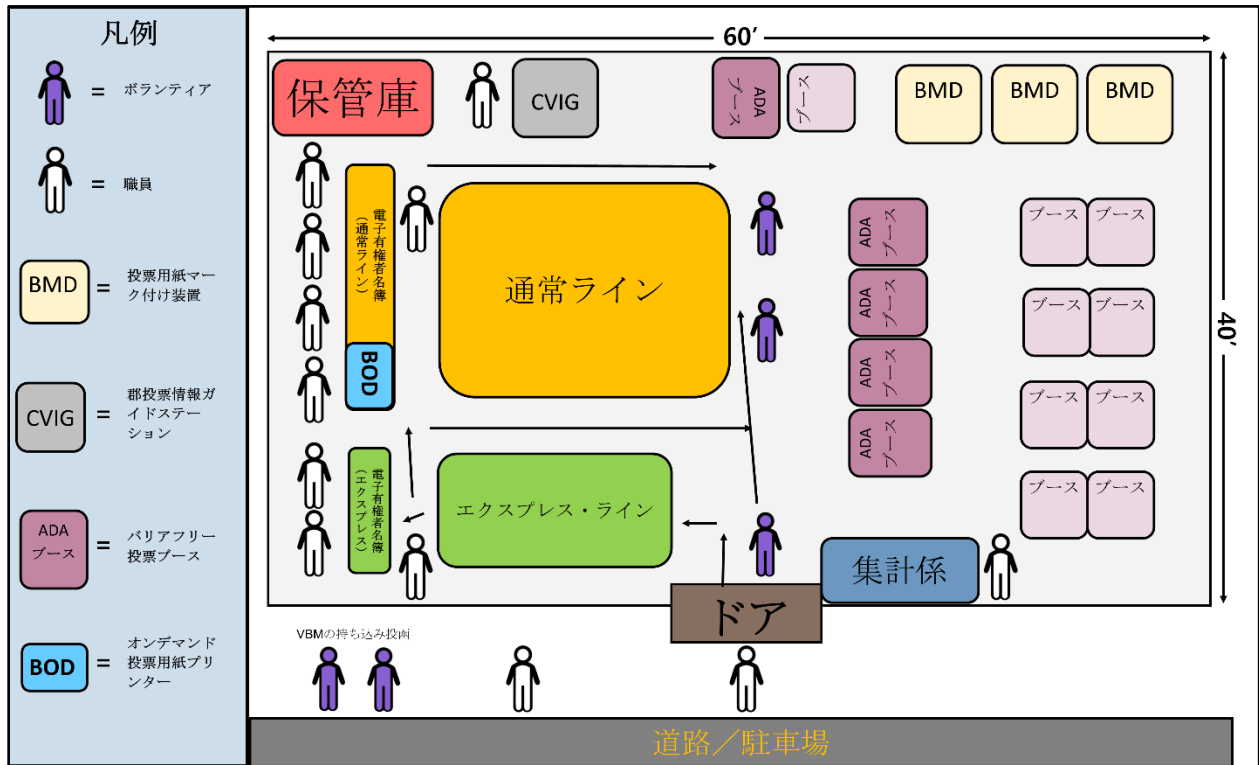 凡例
= ボランティア
= 職員
BMD = 投票用紙マー
ク付け装置
CVIG = 郡投票情報ガ
イドステー
ション
ADA
ブース = バリアフリー
投票ブース
BOD = オンデマンド
投票用紙プリ
ンター
60′
40′
保管庫
CVIG
ADA
ブース
ブース
BMD
BMD
BMD
電子有権者名簿
(通常ライン)
BOD
通常ライン
ADA
ブース
ADA
ブース
ADA
ブース
ADA
ブース
ブース ブース
ブース ブース
ブース ブース
ブース ブース
電子有権者名簿
(エクスプレス)
エクスプレス・ライン
集計係
ドア
VBMの持ち込み投函
道路／駐車場